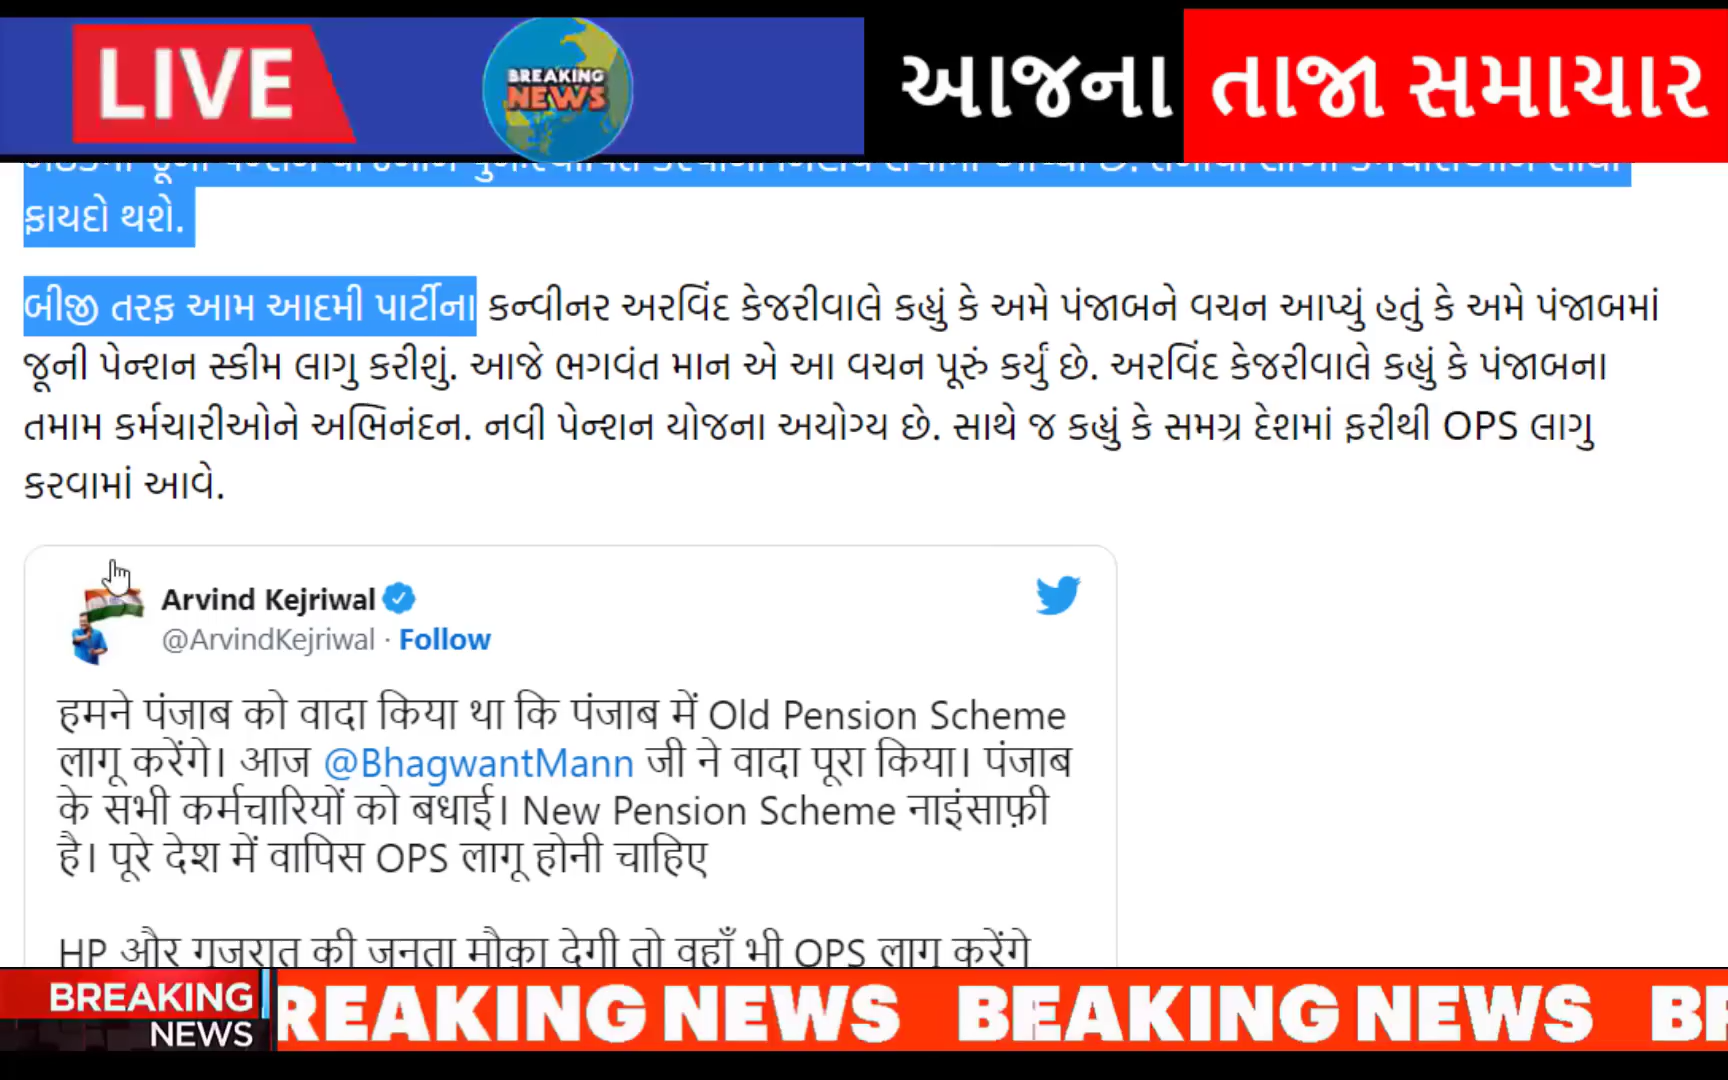 LIVE
BREAKING
NEWS
આજના તાજા સમાચાર
ફાયદો થશે.
બીજી તરફ આમ આદમી પાર્ટીના કન્વીનર અરવિંદ કેજરીવાલે કહ્યું કે અમે પંજાબને વચન આપ્યું હતું કે અમે પંજાબમાં
જૂની પેન્શન સ્કીમ લાગુ કરીશું. આજે ભગવંત માન એ આ વચન પૂરું કર્યું છે. અરવિંદ કેજરીવાલે કહ્યું કે પંજાબના
તમામ કર્મચારીઓને અભિનંદન. નવી પેન્શન યોજના અયોગ્ય છે. સાથે જ કહ્યું કે સમગ્ર દેશમાં ફરીથી OPS લાગુ
કરવામાં આવે.
Arvind Kejriwal
@ArvindKejriwal · Follow
हमने पंजाब को वादा किया था कि पंजाब में Old Pension Scheme
लागू करेंगे। आज @BhagwantMann जी ने वादा पूरा किया। पंजाब
के सभी कर्मचारियों को बधाई। New Pension Scheme नाइंसाफ़ी
है। पूरे देश में वापिस OPS लागू होनी चाहिए
HP और गुजरात की जनता मौक़ा देगी तो वहाँ भी OPS लागू करेंगे
BREAKING
NEWS
REAKING NEWS BEAKING NEWS BR